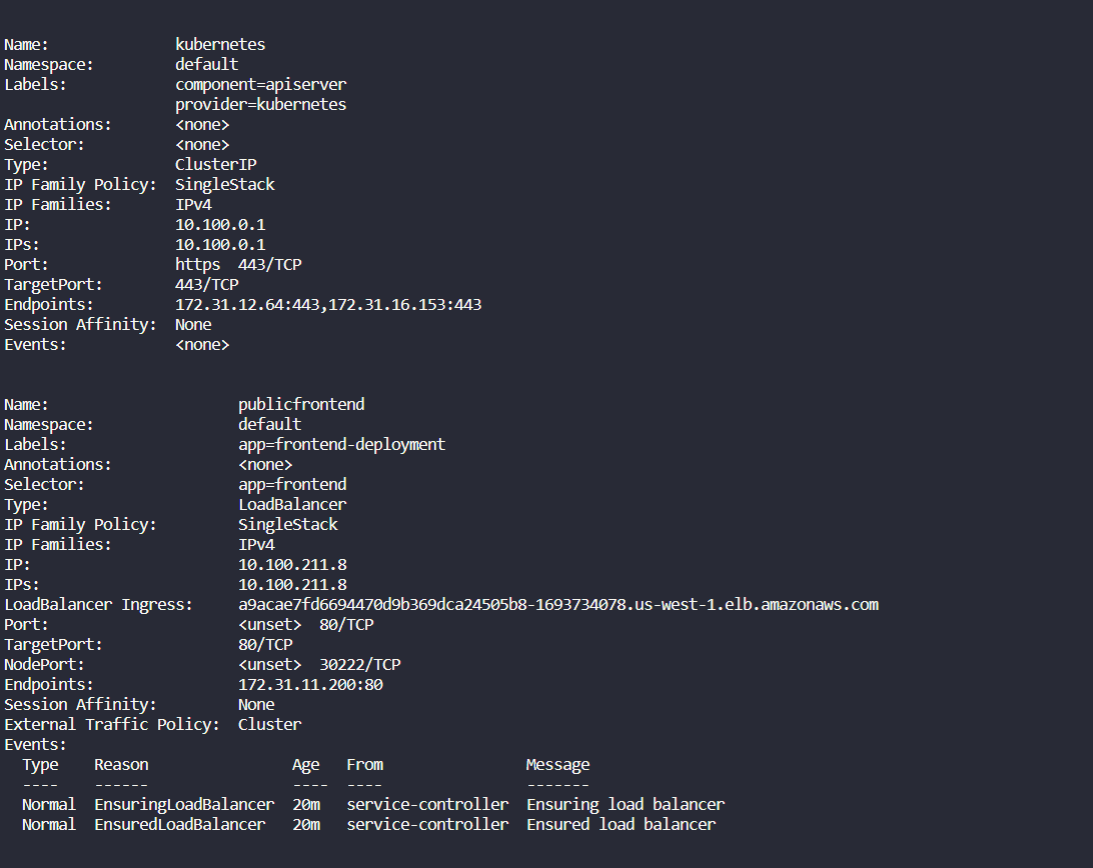 Name:              kubernetes
Namespace:         default
Labels:            component=apiserver
                   provider=kubernetes
Annotations:       <none>
Selector:          <none>
Type:              ClusterIP
IP Family Policy:  SingleStack
IP Families:       IPv4
IP:                10.100.0.1
IPs:               10.100.0.1
Port:              https  443/TCP
TargetPort:        443/TCP
Endpoints:         172.31.12.64:443,172.31.16.153:443
Session Affinity:  None
Events:            <none>
Name:                     publicfrontend
Namespace:                default
Labels:                   app=frontend-deployment
Annotations:              <none>
Selector:                 app=frontend
Type:                     LoadBalancer
IP Family Policy:         SingleStack
IP Families:              IPv4
IP:                       10.100.211.8
IPs:                      10.100.211.8
LoadBalancer Ingress:     a9acae7fd6694470d9b369dca24505b8-1693734078.us-west-1.elb.amazonaws.com
Port:                     <unset>  80/TCP
TargetPort:               80/TCP
NodePort:                 <unset>  30222/TCP
Endpoints:                172.31.11.200:80
Session Affinity:         None
External Traffic Policy:  Cluster
Events:
  Type    Reason                Age   From                Message
  ----    ------                ----  ----                -------
  Normal  EnsuringLoadBalancer  20m   service-controller  Ensuring load balancer
  Normal  EnsuredLoadBalancer   20m   service-controller  Ensured load balancer